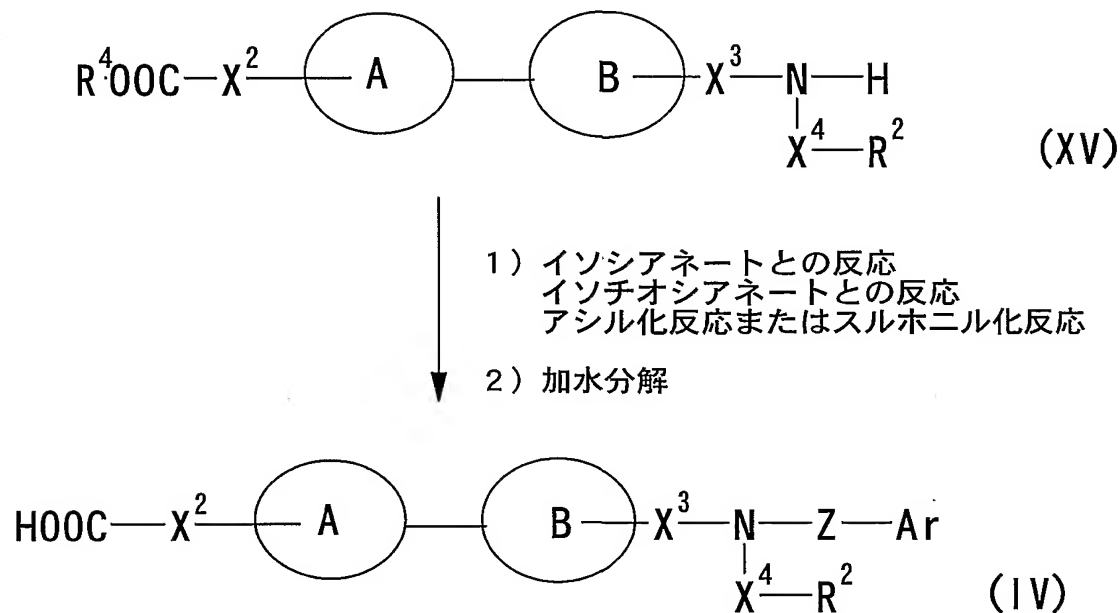 R⁴OOC—X²—A—B—X³—N—H
X⁴—R²
(XV)
1）イソシアネートとの反応
イソチオシアネートとの反応
アシル化反応またはスルホニル化反応
2）加水分解
HOOC—X²—A—B—X³—N—Z—Ar
X⁴—R²
(IV)